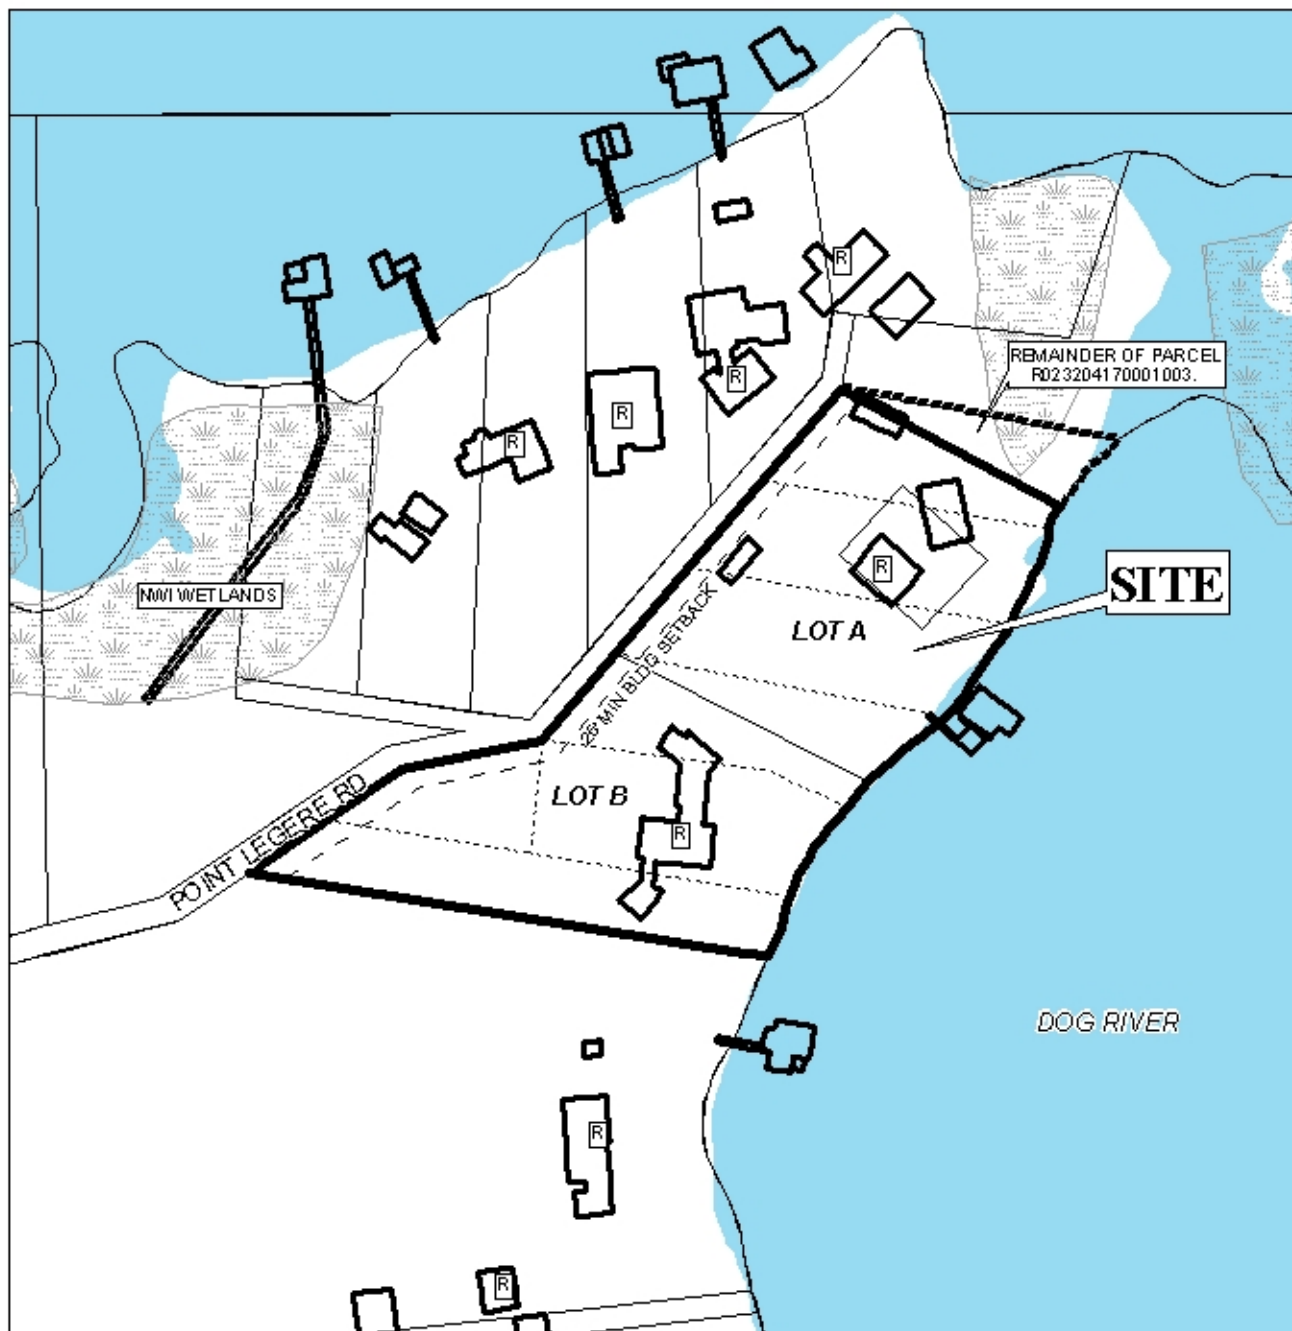 R
R
REMAINDER OF PARCEL
R023204170001003.
R
R
R
NWI WETLANDS
SITE
LOT A
25' MIN BLDG SETBACK
LOT B
POINT LEGERE RD
R
DOG RIVER
R
R